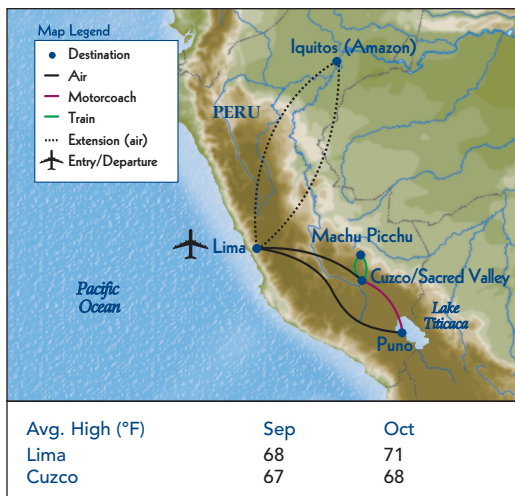 Map Legend
Destination
Air
Motorcoach
Train
Extension (air)
Entry/Departure
Iquitos (Amazon)
PERU
Lima
Machu Picchu
Cuzco/Sacred Valley
Pacific
Ocean
Lake
Titicaca
Puno
Avg. High (°F) Sep Oct
Lima 68 71
Cuzco 67 68